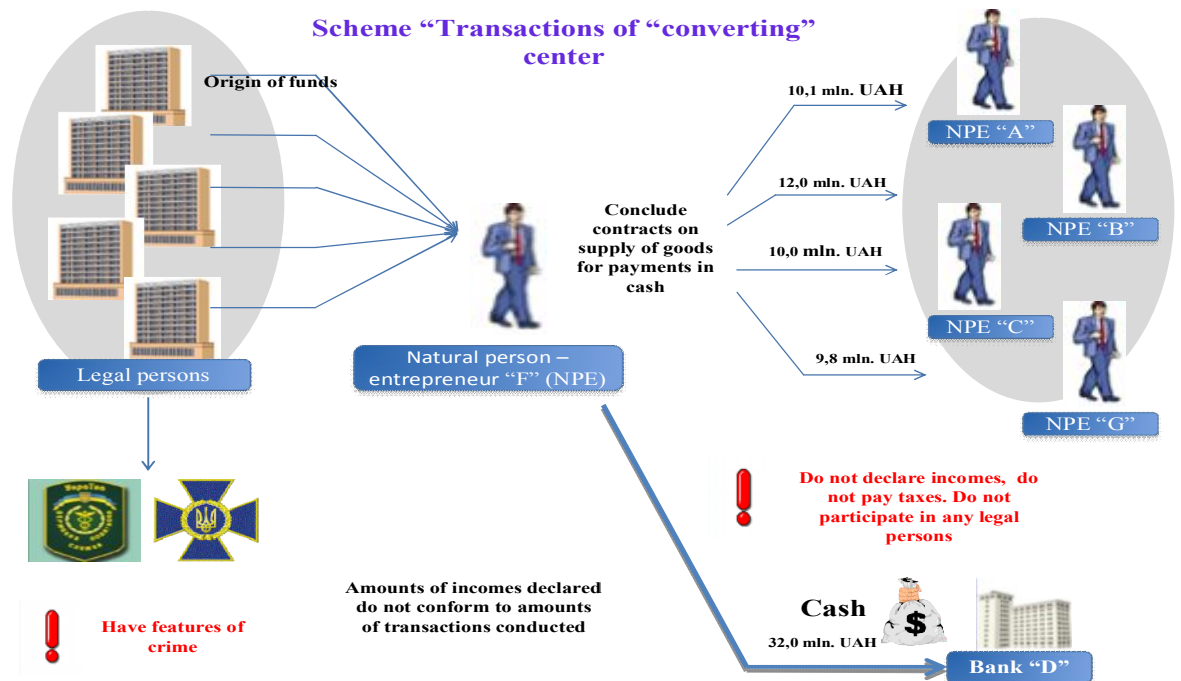 Scheme “Transactions of “converting”
center
Origin of funds
Legal persons
Natural person –
entrepreneur “F” (NPE)
Conclude
contracts on
supply of goods
for payments in
cash
10,1 mln. UAH
12,0 mln. UAH
10,0 mln. UAH
9,8 mln. UAH
NPE “A”
NPE “B”
NPE “C”
NPE “G”
Do not declare incomes, do
not pay taxes. Do not
participate in any legal
persons
Have features of
crime
Amounts of incomes declared
do not conform to amounts
of transactions conducted
Cash
32,0 mln. UAH
$
Bank “D”